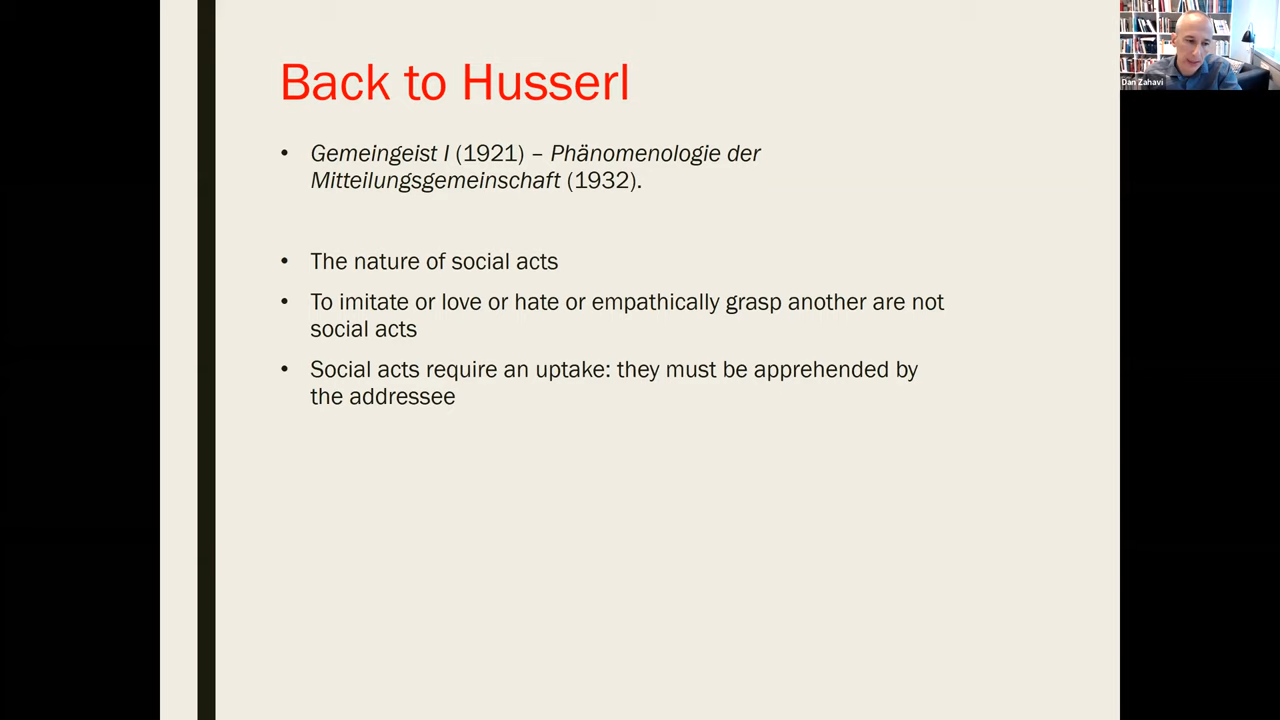 Back to Husserl
• Gemeingeist I (1921) – Phänomenologie der
Mitteilungsgemeinschaft (1932).
• The nature of social acts
• To imitate or love or hate or empathically grasp another are not
social acts
• Social acts require an uptake: they must be apprehended by
the addressee
Dan Zahavi